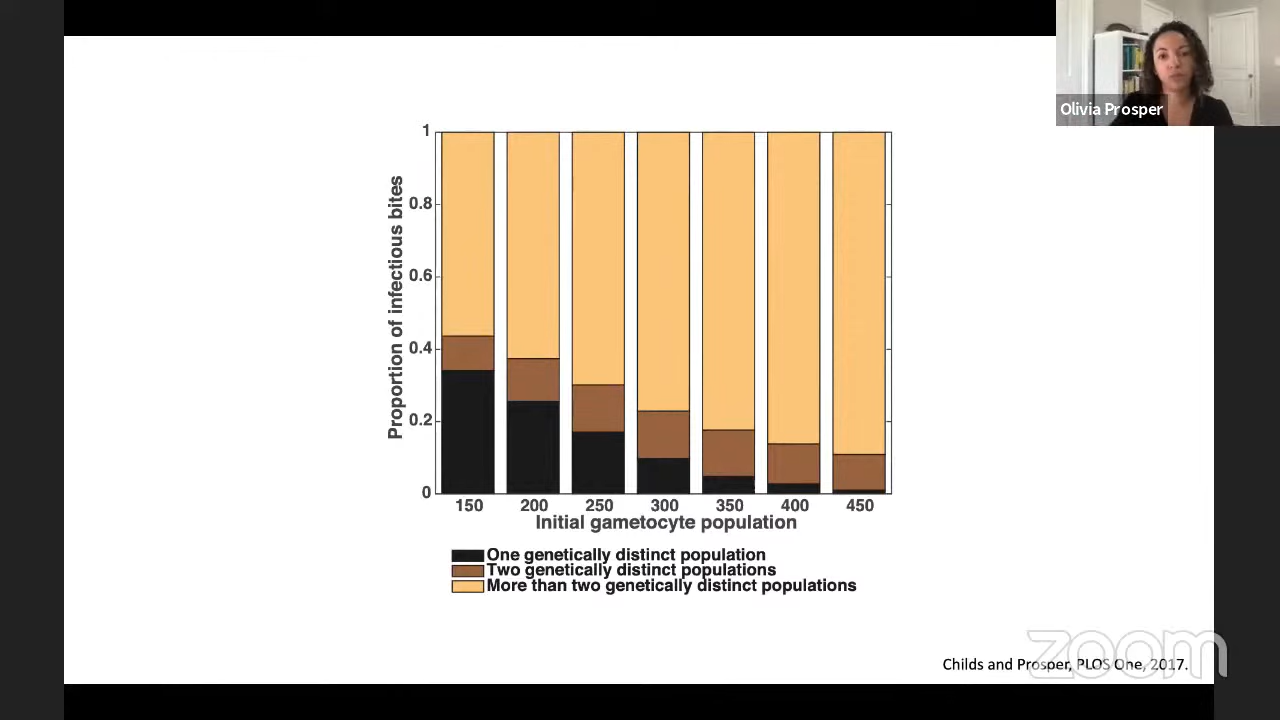 Olivia Prosper
Proportion of infectious bites
1
0.8
0.6
0.4
0.2
0
150 200 250 300 350 400 450
Initial gametocyte population
One genetically distinct population
Two genetically distinct populations
More than two genetically distinct populations
zoom
Childs and Prosper, PLOS One, 2017.